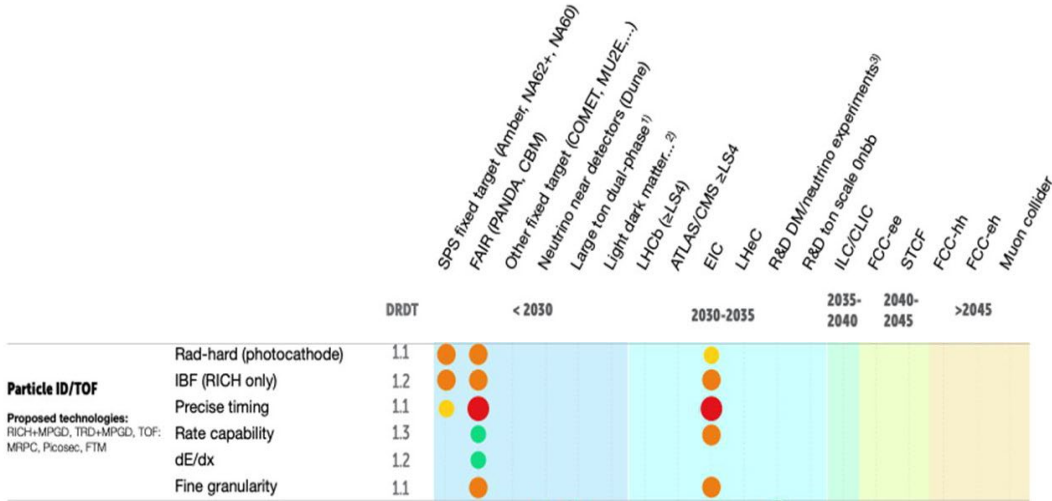 SPS fixed target (Amber, NA62+, NA60)
FAIR (PANDA, CBM)
Other fixed target (COMET, MU2E,...)
Neutrino near detectors (Dune)
Large ton dual-phase 1)
Light dark matter... 2)
LHCb (≥LS4)
ATLAS/CMS ≥LS4
EIC
LHeC
R&D DM/neutrino experiments 3)
R&D ton scale 0nbb
ILC/CLIC
FCC-ee
STCF
FCC-hh
FCC-eh
Muon collider
DRDT
< 2030
2030-2035
2035-
2040
2040-
2045
>2045
Particle ID/TOF
Proposed technologies:
RICH+MPGD, TRD+MPGD, TOF:
MRPC, Picosec, FTM
Rad-hard (photocathode) 1.1
IBF (RICH only) 1.2
Precise timing 1.1
Rate capability 1.3
dE/dx 1.2
Fine granularity 1.1